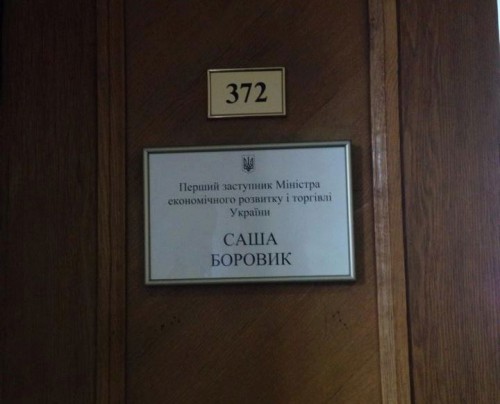 372
Перший заступник Міністра
економічного розвитку і торгівлі
України
САША
БОРОВИК